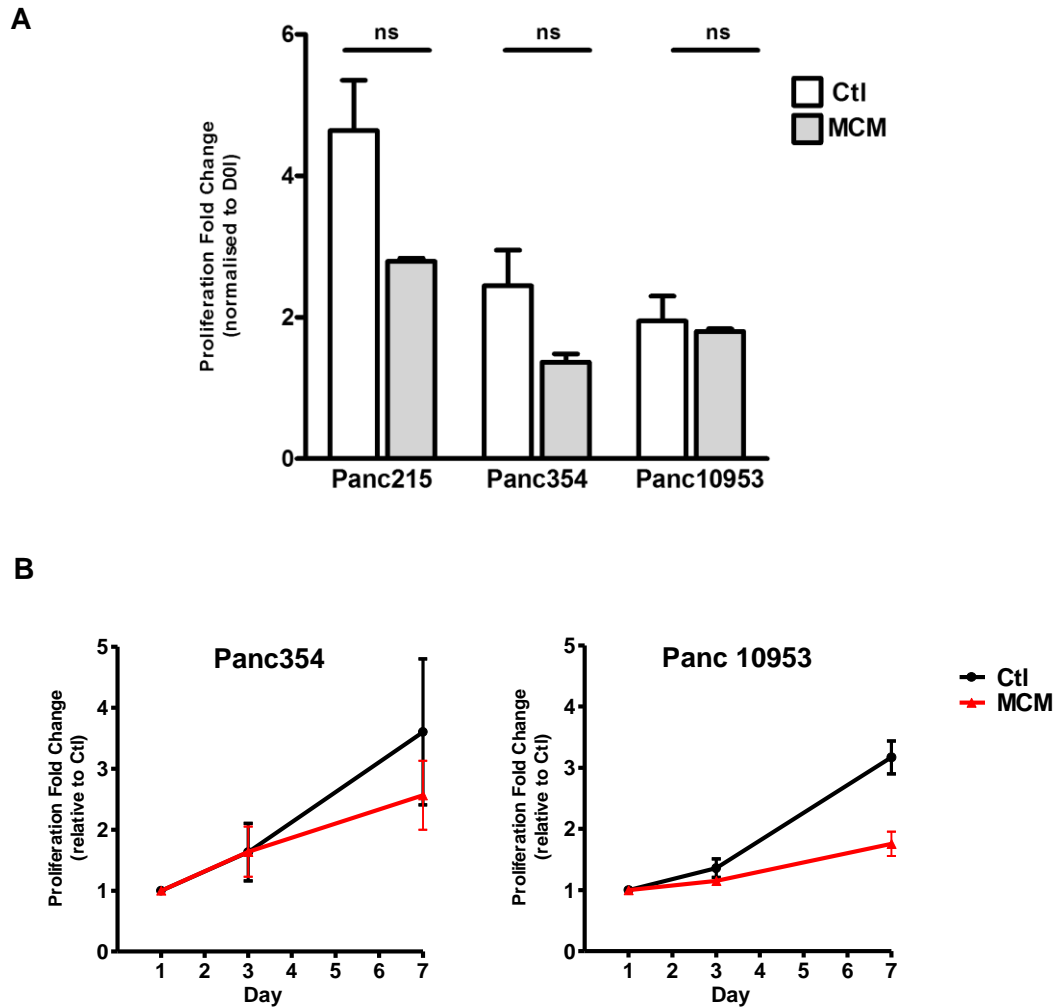 A
6
4
2
0
Proliferation Fold Change
(normalised to D0I)
ns
ns
ns
Ctl
MCM
Panc215
Panc354
Panc10953
B
Panc354
5
4
3
2
1
0
Proliferation Fold Change
(relative to Ctl)
1 2 3 4 5 6 7
Day
Panc 10953
5
4
3
2
1
0
Proliferation Fold Change
(relative to Ctl)
1 2 3 4 5 6 7
Day
Ctl
MCM